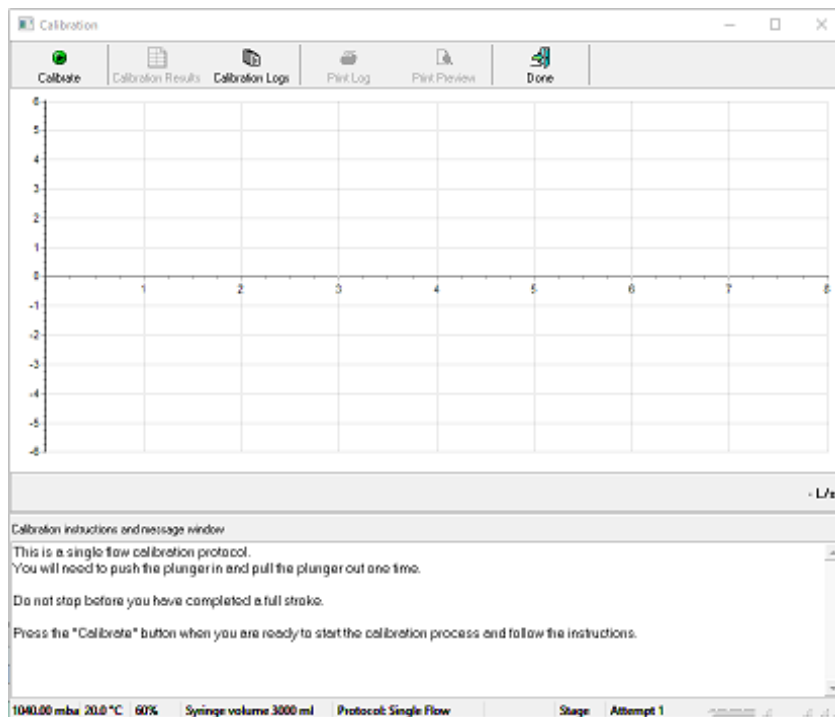 Calibration
Calibrate Calibration Results Calibration Logs Print Log Print Preview Done
6
5
4
3
2
1
0
1 2 3 4 5 6 7 8
-1
-2
-3
-4
-5
-6
- L/s
Calibration instructions and message window
This is a single flow calibration protocol.
You will need to push the plunger in and pull the plunger out one time.
Do not stop before you have completed a full stroke.
Press the "Calibrate" button when you are ready to start the calibration process and follow the instructions.
1040.00 mba 20.0 °C 60% Syringe volume 3000 ml Protocol: Single Flow Stage Attempt 1